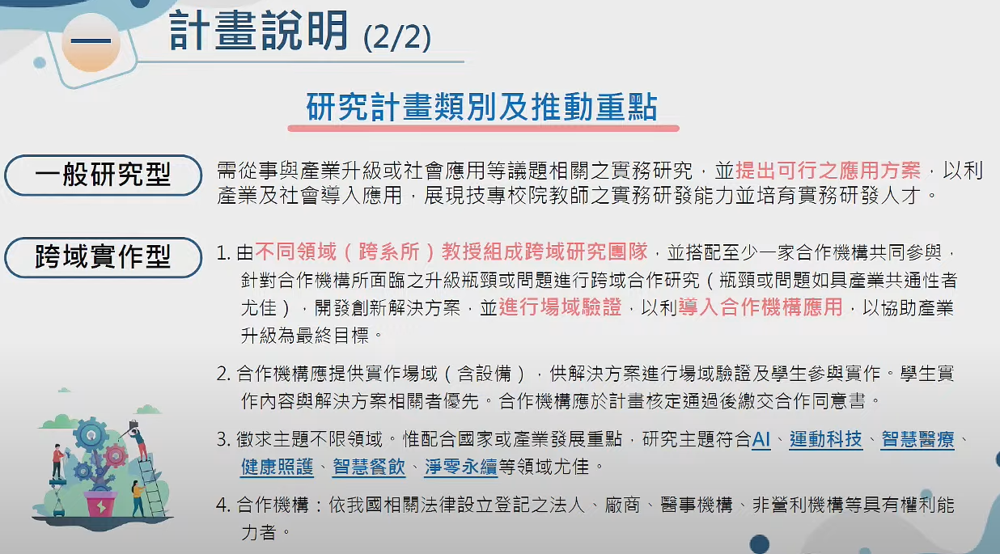 一
計畫說明 (2/2)
研究計畫類別及推動重點
一般研究型
需從事與產業升級或社會應用等議題相關之實務研究，並提出可行之應用方案，以利
產業及社會導入應用，展現技專校院教師之實務研發能力並培育實務研發人才。
跨域實作型
1. 由不同領域（跨系所）教授組成跨域研究團隊，並搭配至少一家合作機構共同參與，
針對合作機構所面臨之升級瓶頸或問題進行跨域合作研究（瓶頸或問題如具產業共通性者
尤佳），開發創新解決方案，並進行場域驗證，以利導入合作機構應用，以協助產業
升級為最終目標。
2. 合作機構應提供實作場域（含設備），供解決方案進行場域驗證及學生參與實作。學生實
作內容與解決方案相關者優先。合作機構應於計畫核定通過後繳交合作同意書。
3. 徵求主題不限領域。惟配合國家或產業發展重點，研究主題符合AI、運動科技、智慧醫療、
健康照護、智慧餐飲、淨零永續等領域尤佳。
4. 合作機構：依我國相關法律設立登記之法人、廠商、醫事機構、非營利機構等具有權利能
力者。